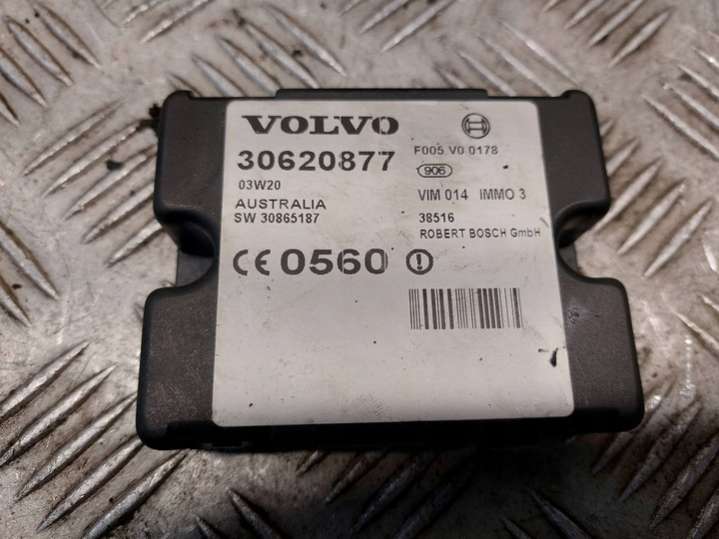 VOLVO
30620877
F005 V0 0178
906
03W20
VIM 014 IMMO 3
AUSTRALIA
SW 30865187
38516
ROBERT BOSCH GmbH
CE 0560